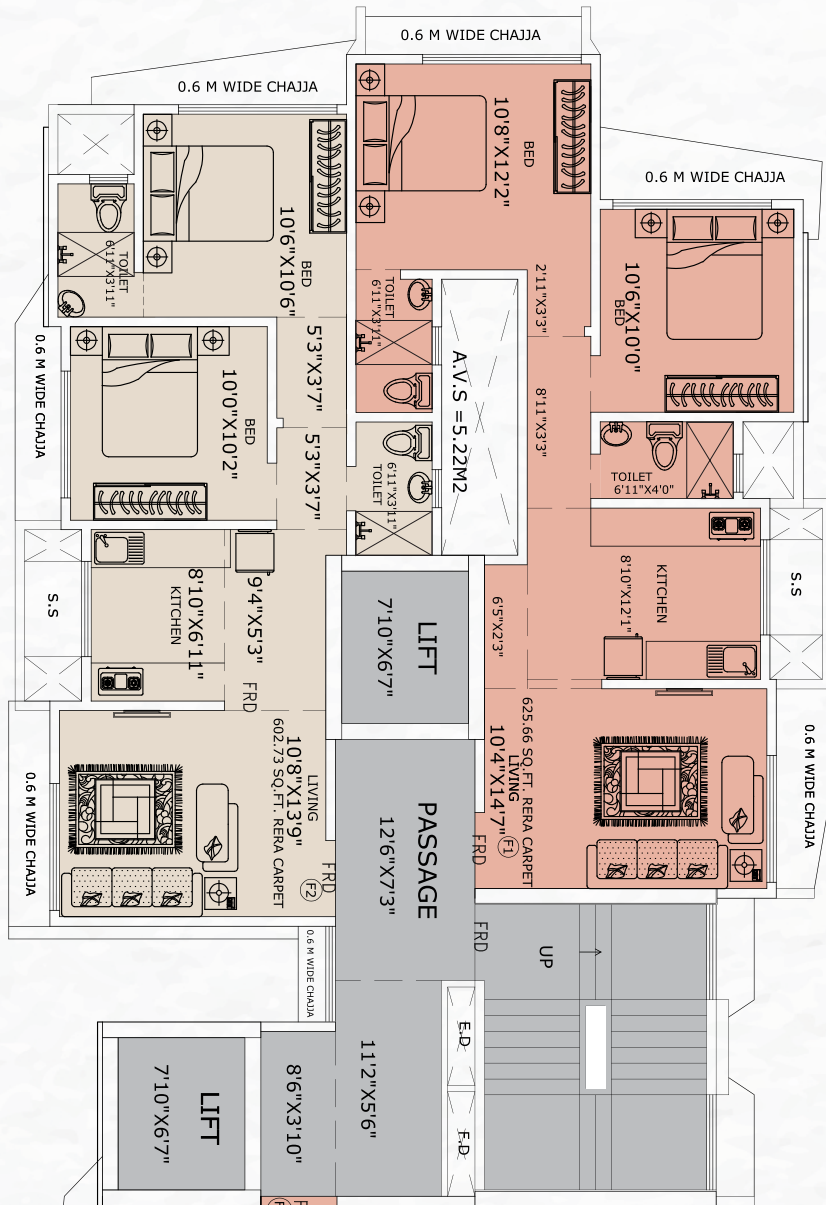 0.6 M WIDE CHAJJA
0.6 M WIDE CHAJJA
0.6 M WIDE CHAJJA
BED
10'8"X12'2"
BED
10'6"X10'6"
BED
10'6"X10'0"
TOILET
6'11"X3'11"
TOILET
6'11"X3'11"
2'11"X3'3"
5'3"X3'7"
0.6 M WIDE CHAJJA
BED
10'0"X10'2"
A.V.S =5.22M2
8'11"X3'3"
5'3"X3'7"
TOILET
6'11"X3'11"
TOILET
6'11"X4'0"
S.S
KITCHEN
8'10"X6'11"
9'4"X5'3"
LIFT
7'10"X6'7"
6'5"X2'3"
KITCHEN
8'10"X12'1"
S.S
FRD
LIVING
10'8"X13'9"
602.73 SQ.FT. RERA CARPET
F2
FRD
625.66 SQ.FT. RERA CARPET
LIVING
10'4"X14'7"
F1
FRD
0.6 M WIDE CHAJJA
0.6 M WIDE CHAJJA
PASSAGE
12'6"X7'3"
FRD
UP
0.6 M WIDE CHAJJA
E.D
F.D
11'2"X5'6"
8'6"X3'10"
LIFT
7'10"X6'7"